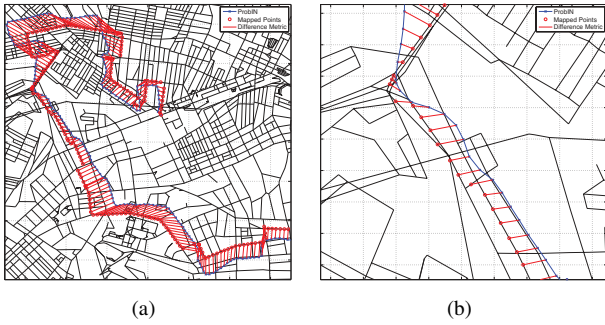 ProbIN
Mapped Points
Difference Metric
ProbIN
Mapped Points
Difference Metric
(a)
(b)